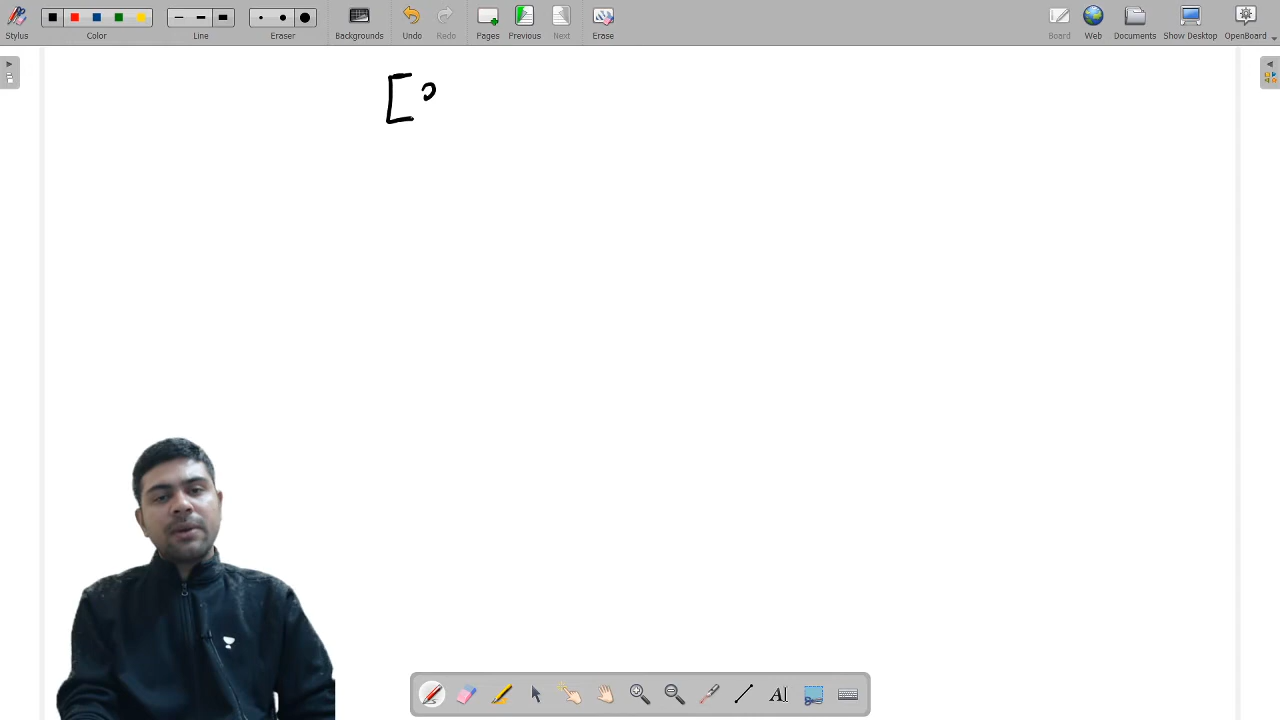 Stylus
Color
Line
Eraser
Backgrounds
Undo
Redo
Pages
Previous
Next
Erase
Board
Web
Documents
Show Desktop
OpenBoard
[